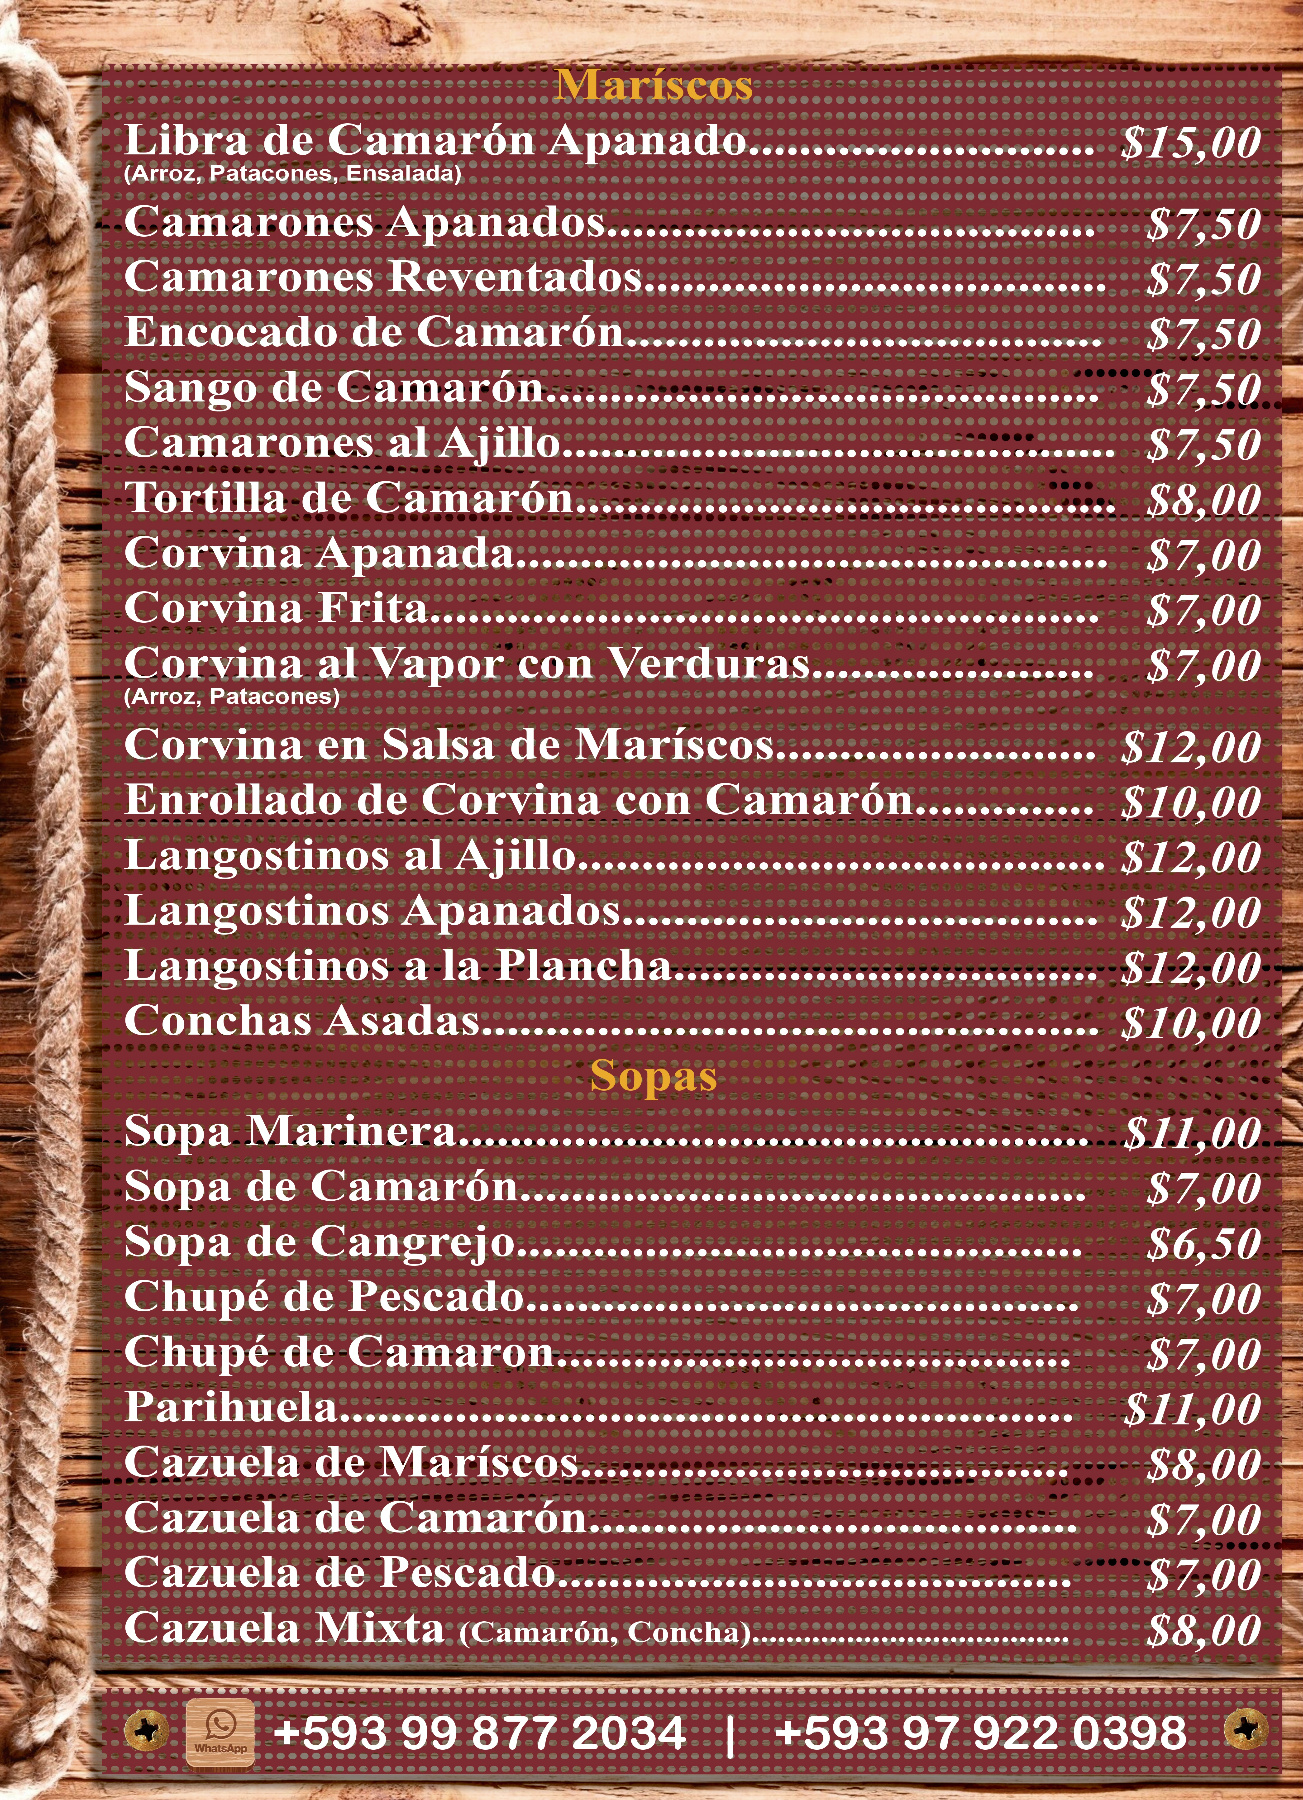 Maríscos
Libra de Camarón Apanado........................... $15,00
(Arroz, Patacones, Ensalada)
Camarones Apanados...................................... $7,50
Camarones Reventados.................................... $7,50
Encocado de Camarón..................................... $7,50
Sango de Camarón........................................... $7,50
Camarones al Ajillo........................................... $7,50
Tortilla de Camarón.......................................... $8,00
Corvina Apanada.............................................. $7,00
Corvina Frita.................................................... $7,00
Corvina al Vapor con Verduras...................... $7,00
(Arroz, Patacones)
Corvina en Salsa de Maríscos......................... $12,00
Enrollado de Corvina con Camarón.............. $10,00
Langostinos al Ajillo......................................... $12,00
Langostinos Apanados..................................... $12,00
Langostinos a la Plancha................................. $12,00
Conchas Asadas................................................ $10,00
Sopas
Sopa Marinera................................................. $11,00
Sopa de Camarón............................................ $7,00
Sopa de Cangrejo............................................ $6,50
Chupé de Pescado........................................... $7,00
Chupé de Camaron........................................ $7,00
Parihuela......................................................... $11,00
Cazuela de Maríscos...................................... $8,00
Cazuela de Camarón...................................... $7,00
Cazuela de Pescado........................................ $7,00
Cazuela Mixta (Camarón, Concha)..................................... $8,00
WhatsApp +593 99 877 2034 | +593 97 922 0398